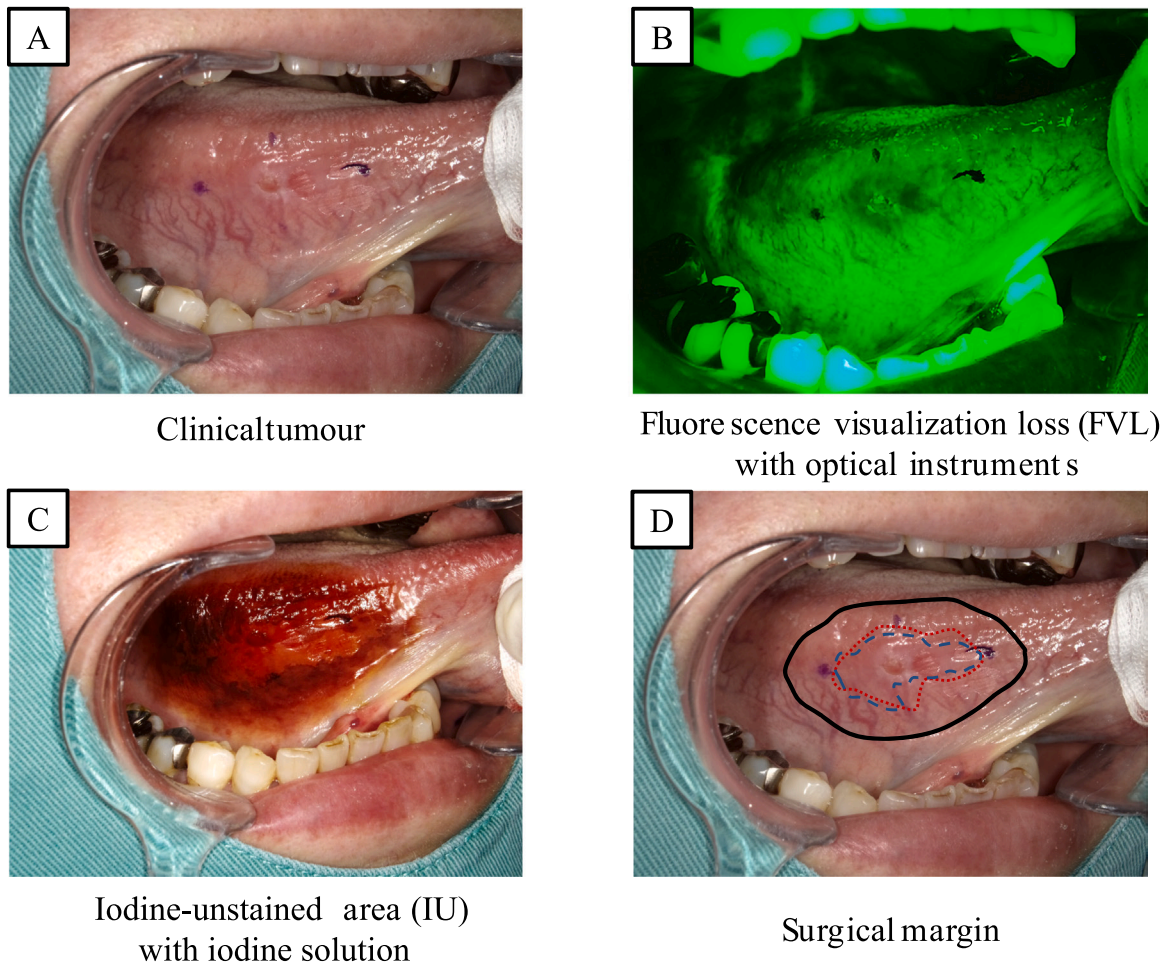 A
B
Clinicaltumour
Fluore scence visualization loss (FVL)
with optical instrument s
C
D
Iodine-unstained area (IU)
with iodine solution
Surgical margin